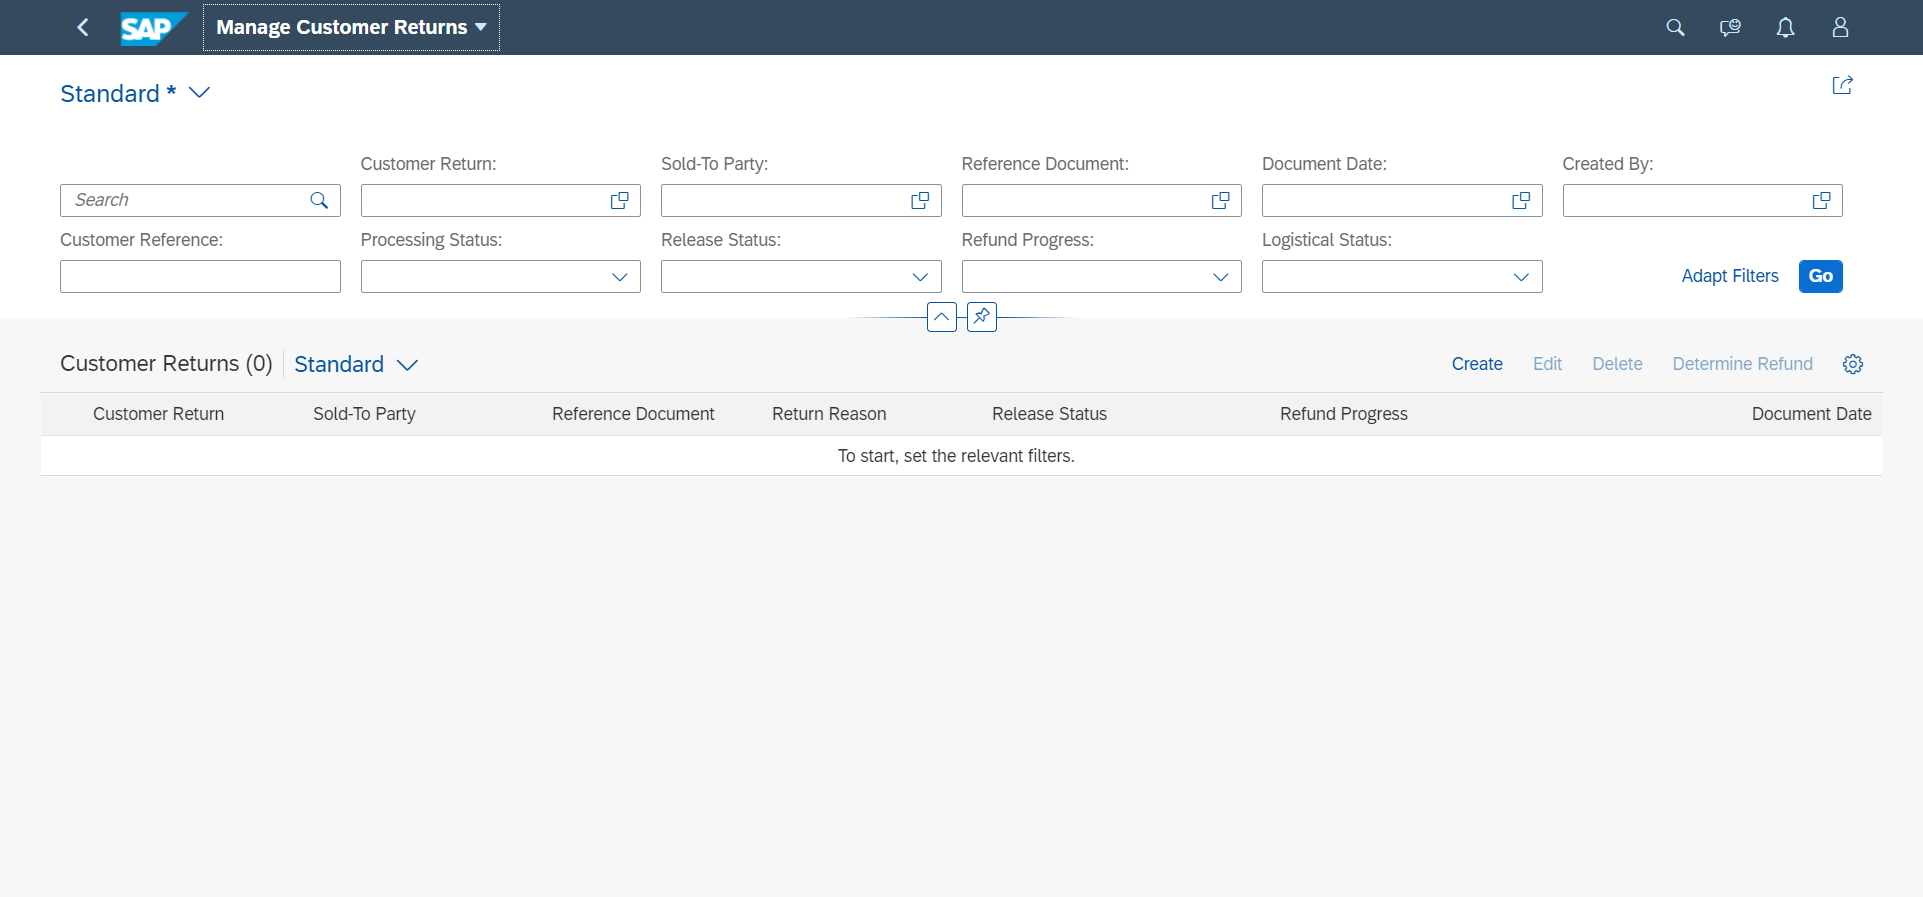 SAP Manage Customer Returns
Standard *
Customer Return: Sold-To Party: Reference Document: Document Date: Created By:
Search
Customer Reference: Processing Status: Release Status: Refund Progress: Logistical Status:
Adapt Filters Go
Customer Returns (0) Standard Create Edit Delete Determine Refund
Customer Return Sold-To Party Reference Document Return Reason Release Status Refund Progress Document Date
To start, set the relevant filters.